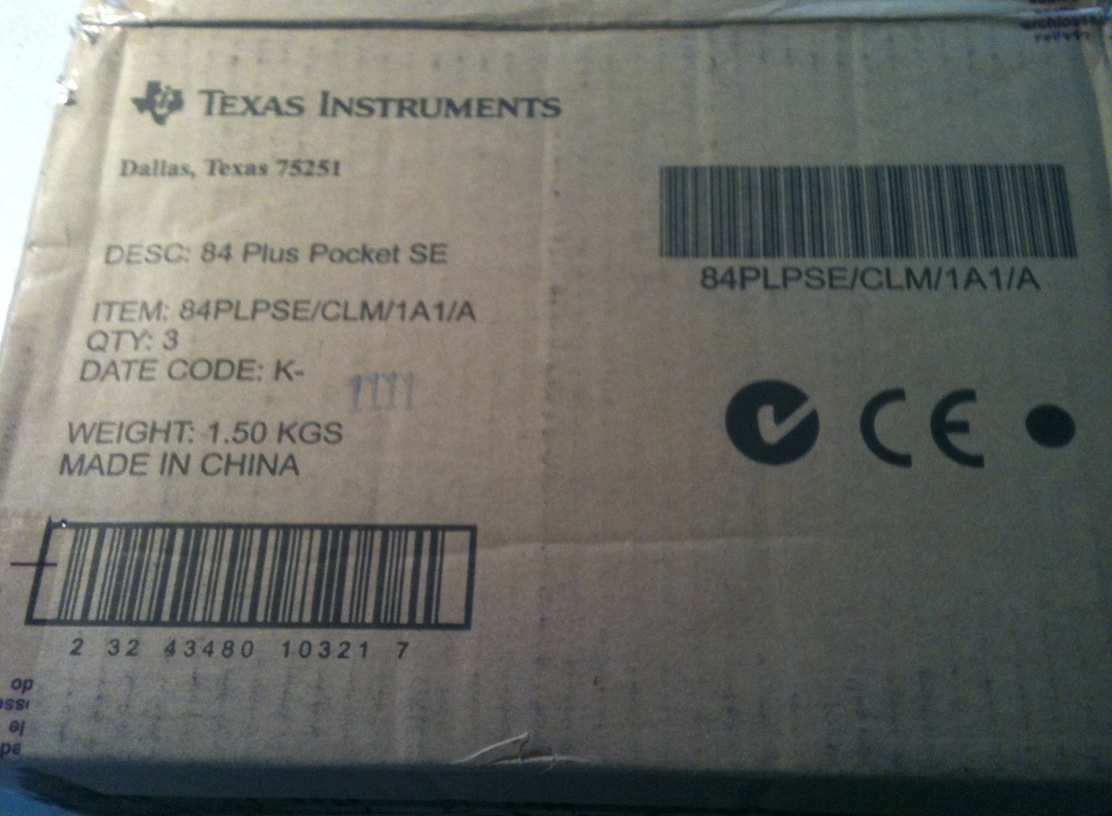 TEXAS INSTRUMENTS
Dallas, Texas 75251
DESC: 84 Plus Pocket SE
ITEM: 84PLPSE/CLM/1A1/A
QTY: 3
DATE CODE: K-
1111
WEIGHT: 1.50 KGS
MADE IN CHINA
2 32 43480 10321 7
84PLPSE/CLM/1A1/A
CE